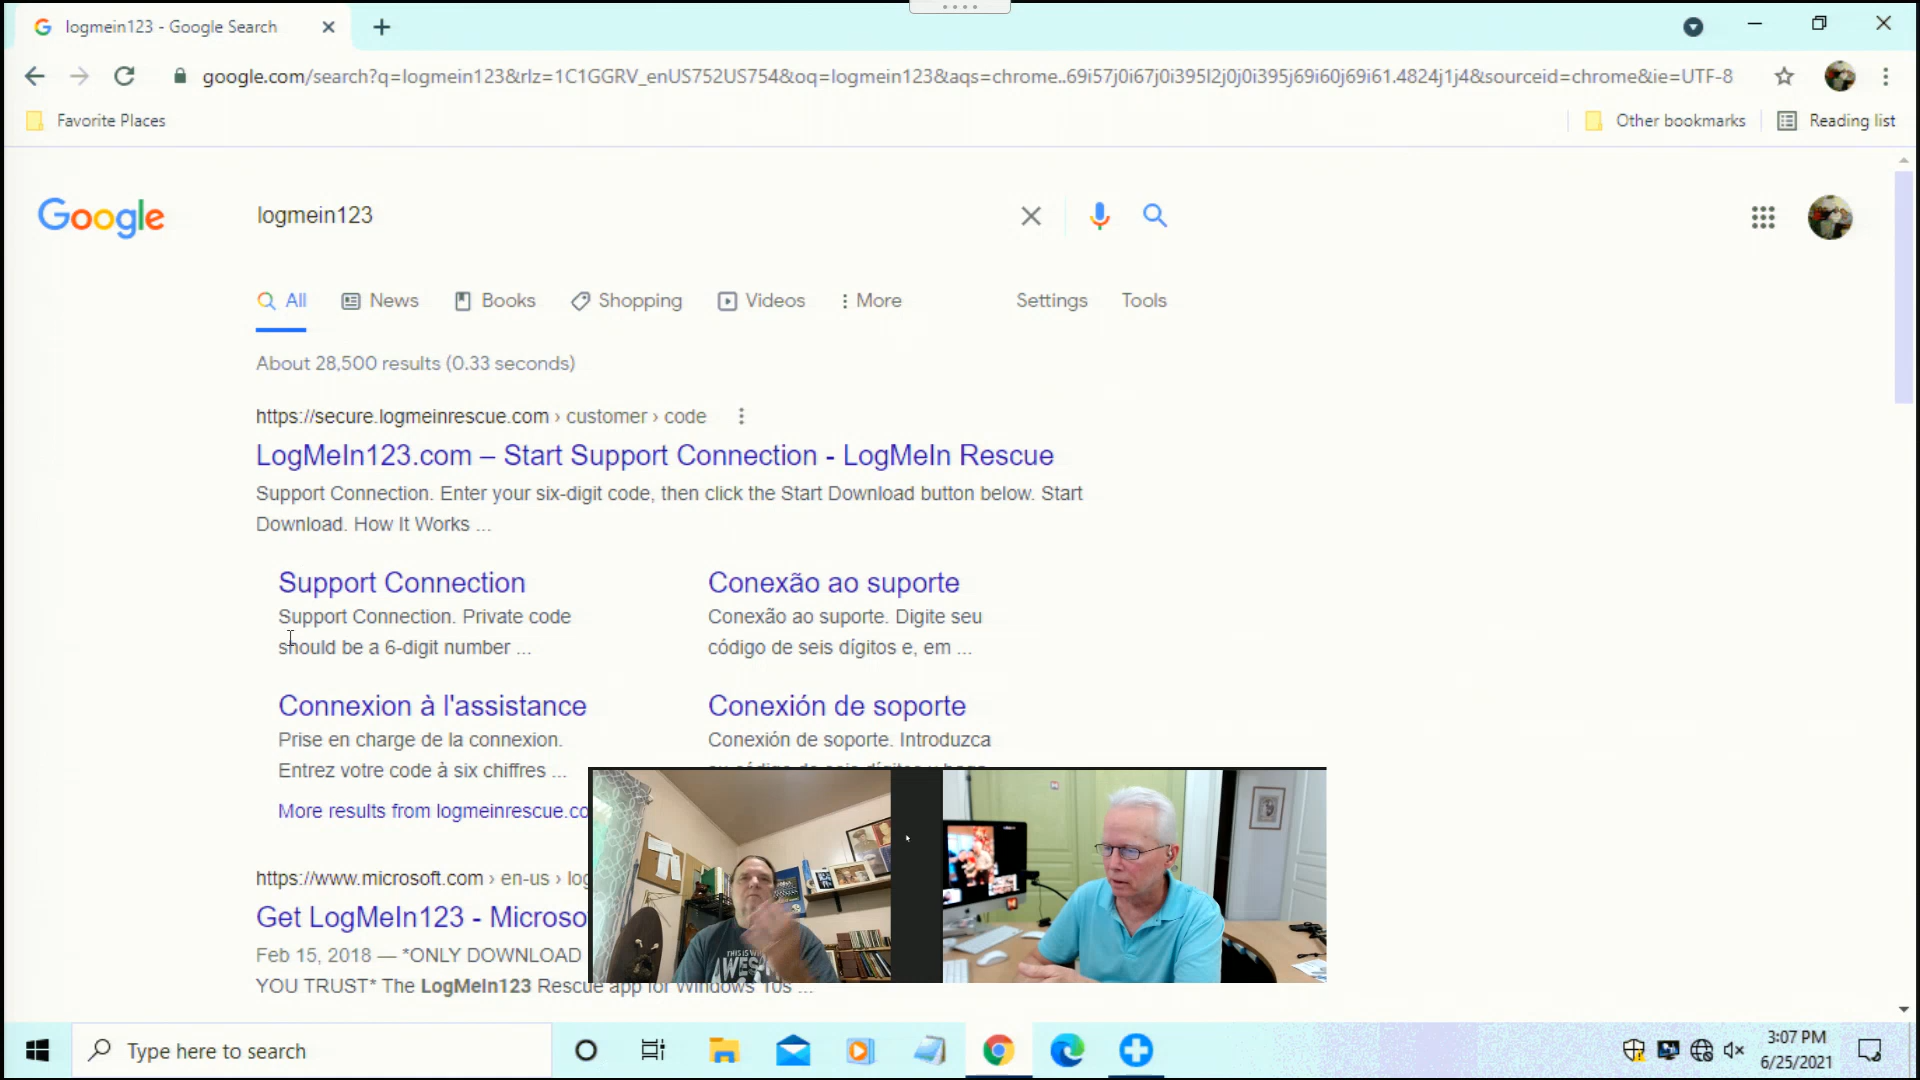 logmein123 - Google Search
google.com/search?q=logmein123&rlz=1C1GGRV_enUS752US754&oq=logmein123&aqs=chrome..69i57j0i67j0i395l2j0j0i395j69i60j69i61.4824j1j4&sourceid=chrome&ie=UTF-8
Favorite Places
Other bookmarks
Reading list
Google
logmein123
All
News
Books
Shopping
Videos
More
Settings
Tools
About 28,500 results (0.33 seconds)
https://secure.logmeinrescue.com › customer › code
LogMeIn123.com – Start Support Connection - LogMeIn Rescue
Support Connection. Enter your six-digit code, then click the Start Download button below. Start
Download. How It Works ...
Support Connection
Support Connection. Private code
should be a 6-digit number ...
Conexão ao suporte
Conexão ao suporte. Digite seu
código de seis dígitos e, em ...
Connexion à l'assistance
Prise en charge de la connexion.
Entrez votre code à six chiffres ...
Conexión de soporte
Conexión de soporte. Introduzca
More results from logmeinrescue.co
https://www.microsoft.com › en-us › log
Get LogMeIn123 - Microso
Feb 15, 2018 — *ONLY DOWNLOAD
YOU TRUST* The LogMeIn123 Rescue app for Windows 10s ...
THIS IS
Type here to search
3:07 PM
6/25/2021